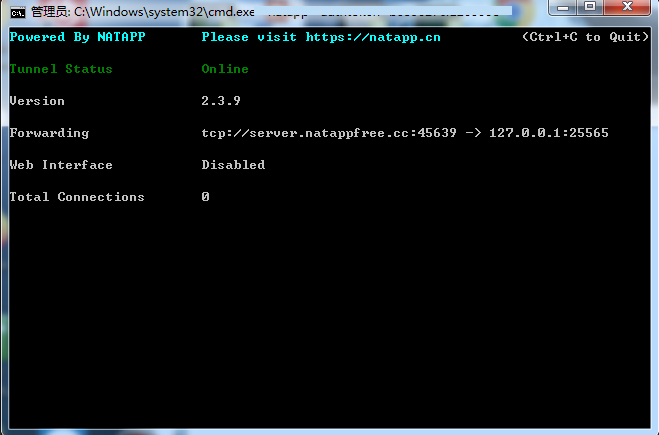 管理员: C:\Windows\system32\cmd.exe
Powered By NATAPP Please visit https://natapp.cn (Ctrl+C to Quit)
Tunnel Status Online
Version 2.3.9
Forwarding tcp://server.natappfree.cc:45639 -> 127.0.0.1:25565
Web Interface Disabled
Total Connections 0